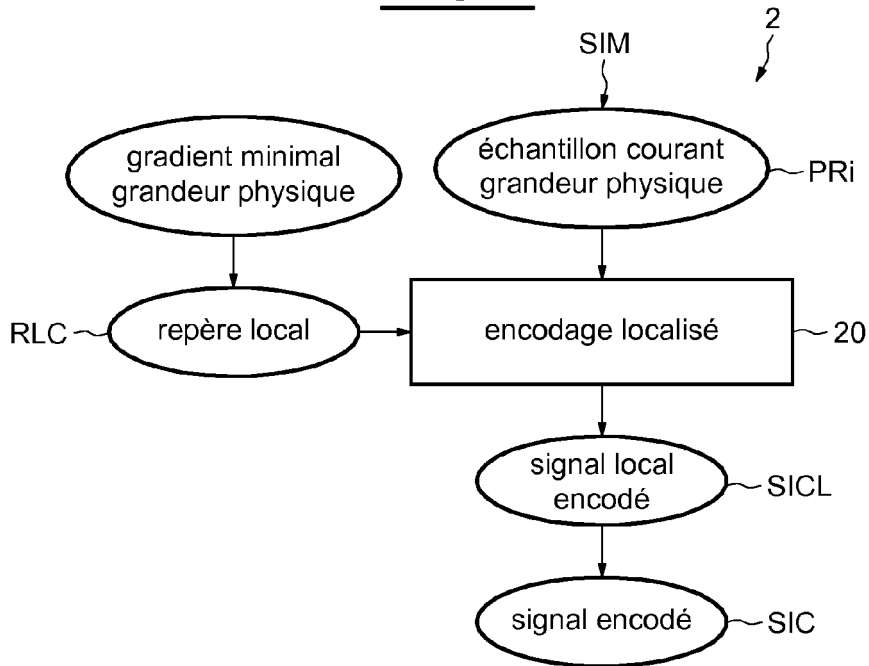 2
SIM
gradient minimal
grandeur physique
échantillon courant
grandeur physique
PRi
RLC
repère local
encodage localisé
20
signal local
encodé
SICL
signal encodé
SIC